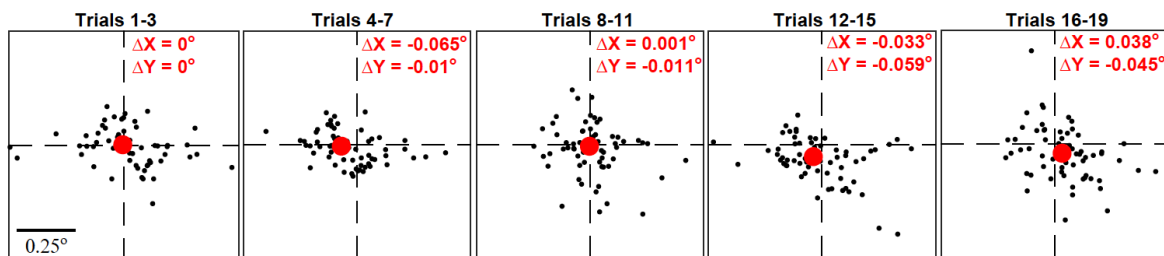 Trials 1-3
ΔX = 0°
ΔY = 0°
0.25°
Trials 4-7
ΔX = -0.065°
ΔY = -0.01°
Trials 8-11
ΔX = 0.001°
ΔY = -0.011°
Trials 12-15
ΔX = -0.033°
ΔY = -0.059°
Trials 16-19
ΔX = 0.038°
ΔY = -0.045°